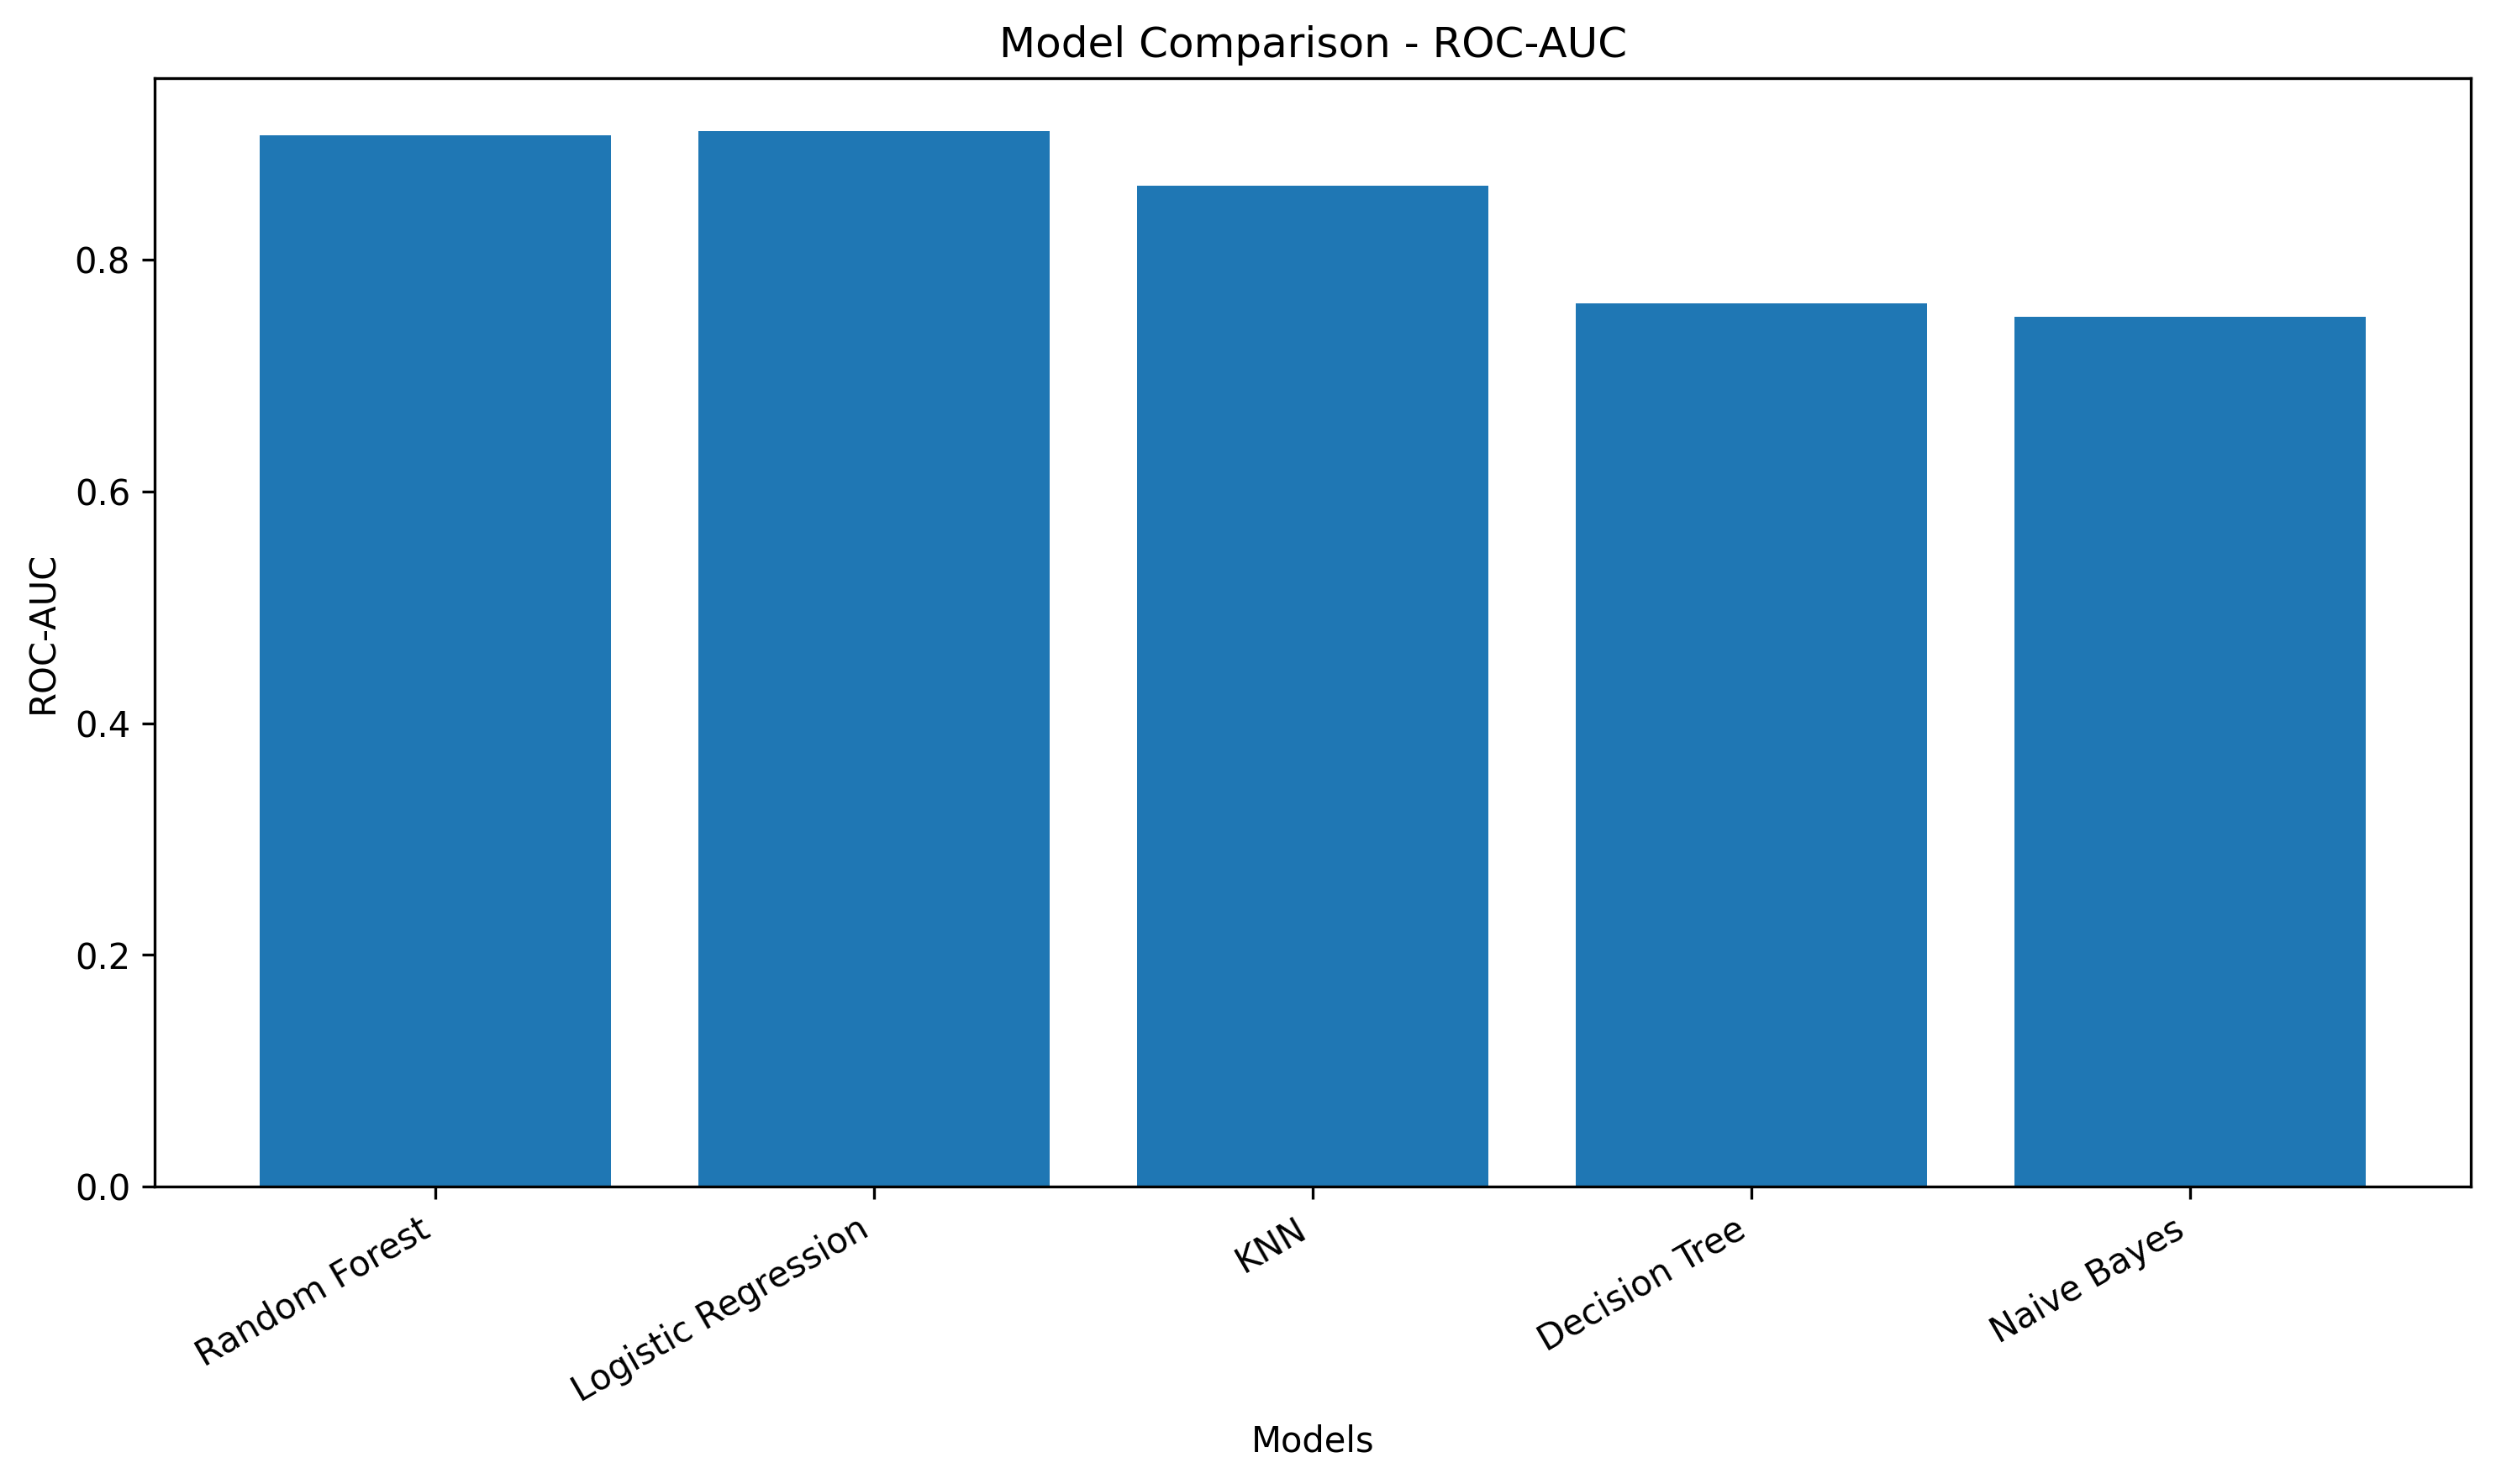 Model Comparison - ROC-AUC
ROC-AUC
0.8
0.6
0.4
0.2
0.0
Random Forest
Logistic Regression
KNN
Decision Tree
Naive Bayes
Models